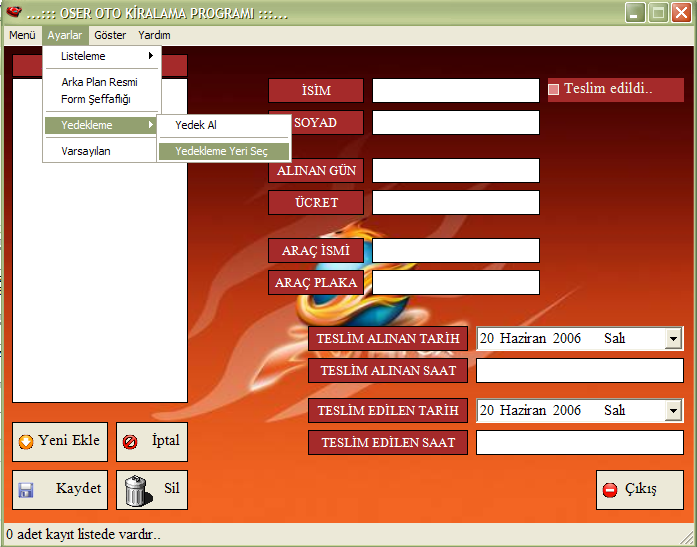 ...::: OSER OTO KİRALAMA PROGRAMI :::...
Menü Ayarlar Göster Yardım
Listeleme
Arka Plan Resmi
Form Şeffaflığı
Yedekleme
Varsayılan
Yedek Al
Yedekleme Yeri Seç
İSİM
Teslim edildi..
SOYAD
ALINAN GÜN
ÜCRET
ARAÇ İSMİ
ARAÇ PLAKA
TESLİM ALINAN TARİH 20 Haziran 2006 Salı
TESLİM ALINAN SAAT
TESLİM EDİLEN TARİH 20 Haziran 2006 Salı
TESLİM EDİLEN SAAT
Yeni Ekle İptal
Kaydet Sil
Çıkış
0 adet kayıt listede vardır..